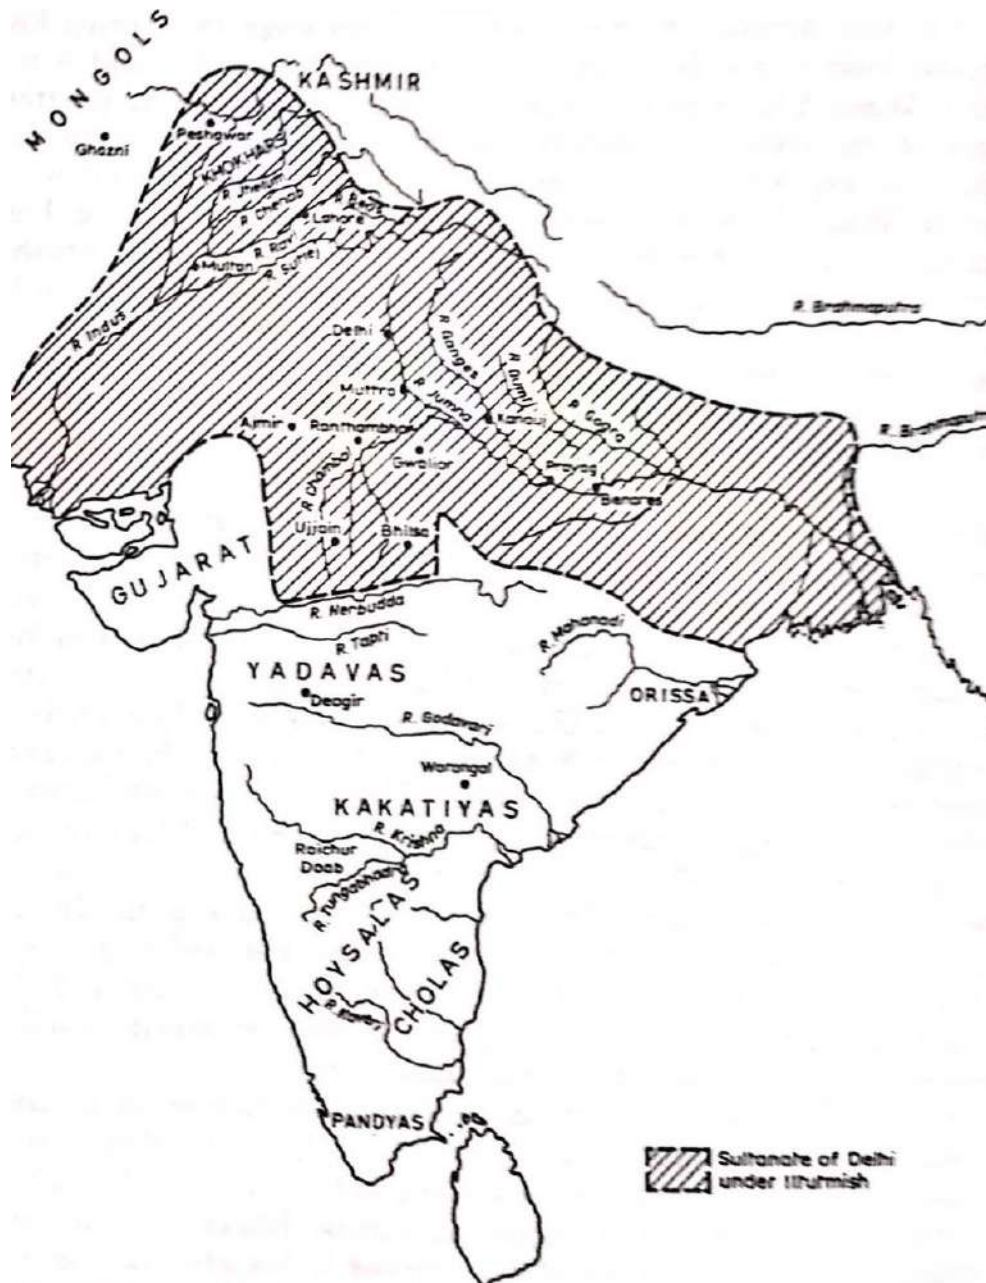 MONGOLS
KASHMIR
Ghazni
Peshawar
KHOKHARS
R. Jhelum
R. Chenab
R. Beas
Lahore
R. Ravi
Multan
R. Sutlej
R. Indus
R. Brahmaputra
Delhi
R. Ganges
R. Gumti
Muttra
R. Jumna
Kanauj
R. Gogra
Ajmir
Ranthambhor
Gwalior
Prayag
Benares
R. Chambal
Ujjain
Bhilsa
GUJARAT
R. Nerbudda
R. Tapti
R. Mahanadi
YADAVAS
Deogir
ORISSA
R. Godavari
Warangal
KAKATIYAS
R. Krishna
Raichur
Doab
R. Tungabhadra
HOYSALAS
CHOLAS
PANDYAS
Sultanate of Delhi
under Iltutmish